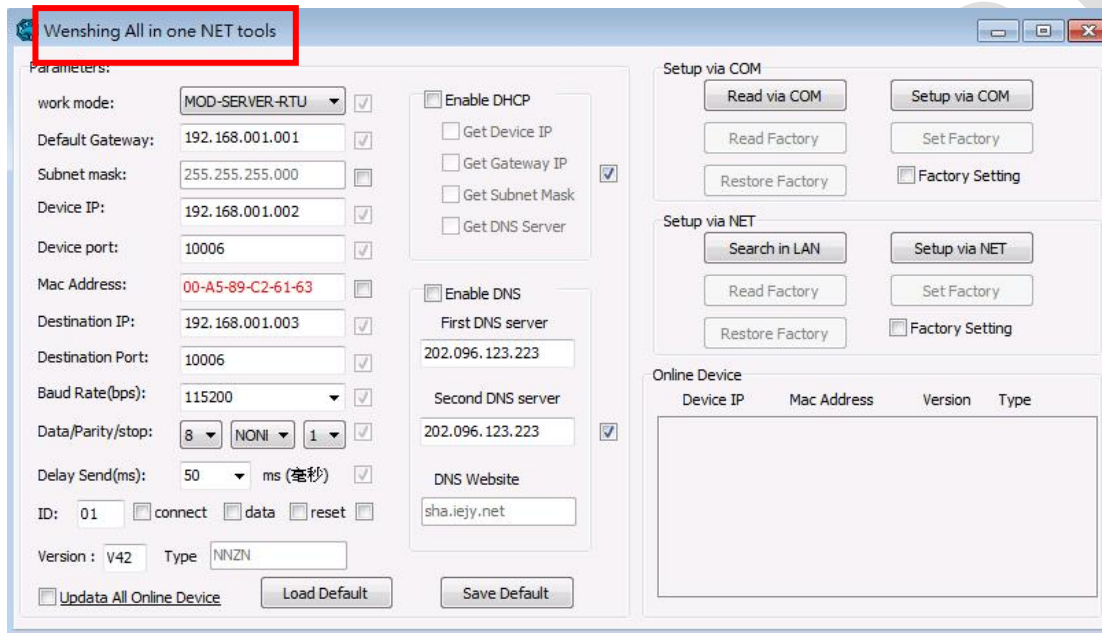 Wenshing All in one NET tools
Parameters:
work mode: MOD-SERVER-RTU
Default Gateway: 192.168.001.001
Subnet mask: 255.255.255.000
Device IP: 192.168.001.002
Device port: 10006
Mac Address: 00-A5-89-C2-61-63
Destination IP: 192.168.001.003
Destination Port: 10006
Baud Rate(bps): 115200
Data/Parity/stop: 8 NONI 1
Delay Send(ms): 50 ms (毫秒)
ID: 01 connect data reset
Version : V42 Type NNZN
Updata All Online Device Load Default Save Default
Enable DHCP
Get Device IP
Get Gateway IP
Get Subnet Mask
Get DNS Server
Enable DNS
First DNS server
202.096.123.223
Second DNS server
202.096.123.223
DNS Website
sha.iejy.net
Setup via COM
Read via COM Setup via COM
Read Factory Set Factory
Restore Factory Factory Setting
Setup via NET
Search in LAN Setup via NET
Read Factory Set Factory
Restore Factory Factory Setting
Online Device
Device IP Mac Address Version Type